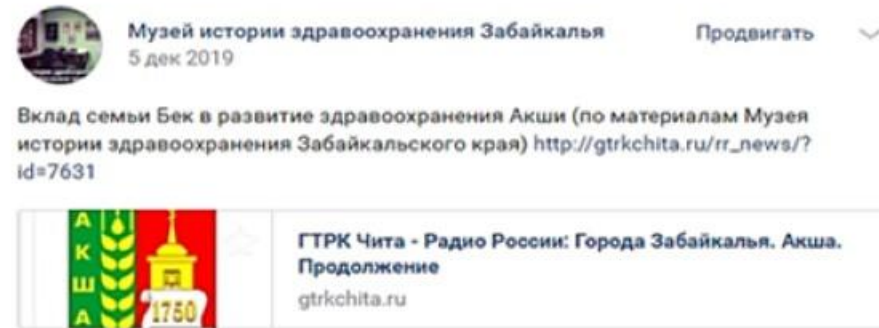 Музей истории здравоохранения Забайкалья
Продвигать
5 дек 2019
Вклад семьи Бек в развитие здравоохранения Акши (по материалам Музея
истории здравоохранения Забайкальского края) http://gtrkchita.ru/rr_news/?
id=7631
АКША
1750
ГТРК Чита - Радио России: Города Забайкалья. Акша.
Продолжение
gtrkchita.ru